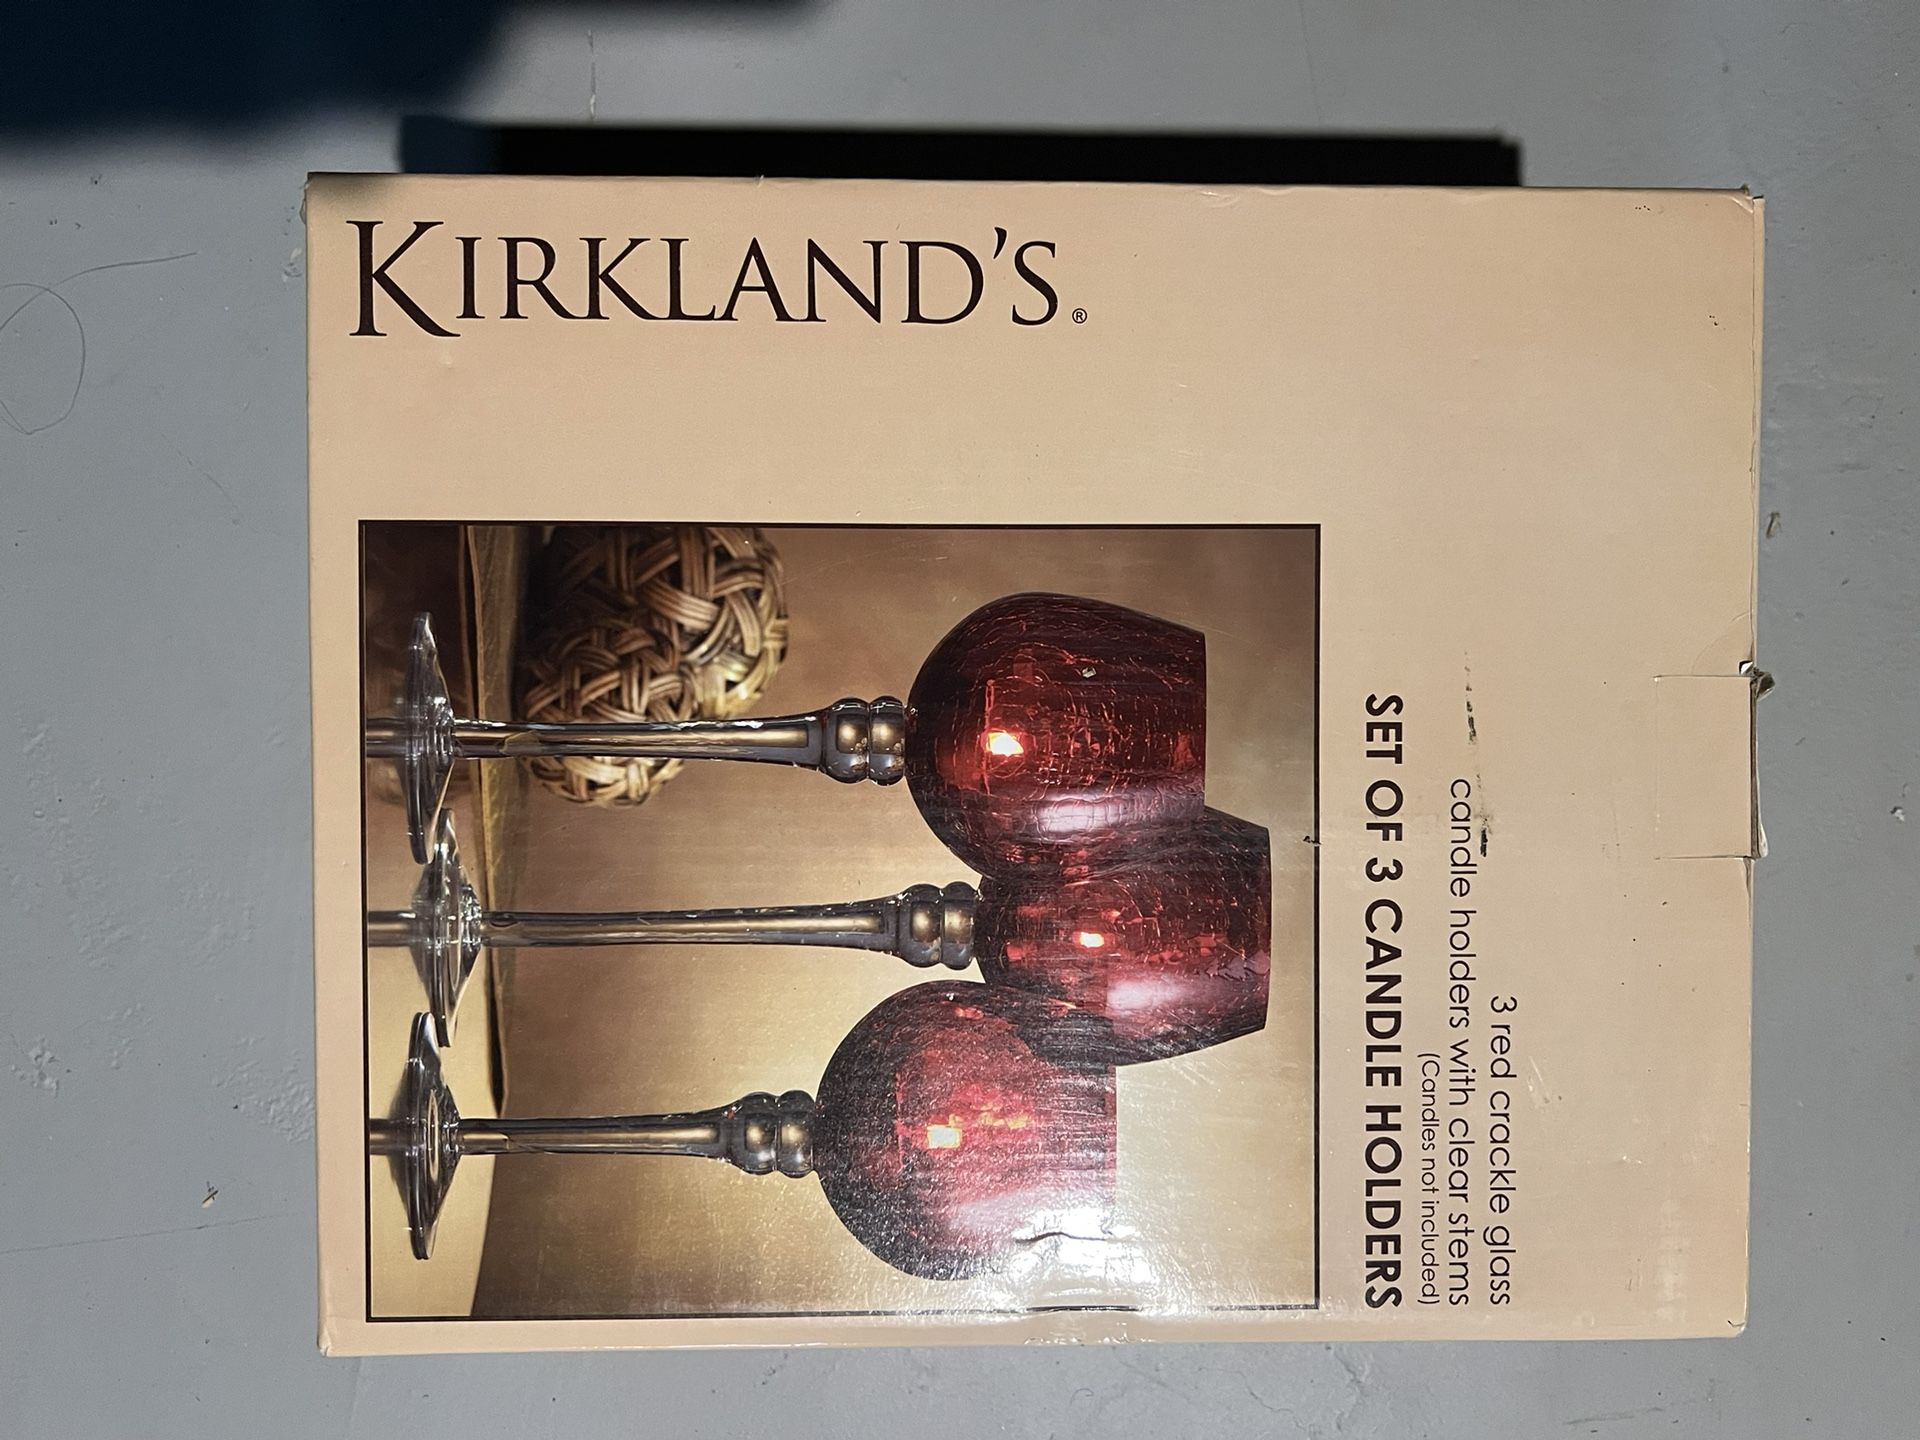 KIRKLAND'S®
3 red crackle glass
candle holders with clear stems
(Candles not included)
SET OF 3 CANDLE HOLDERS